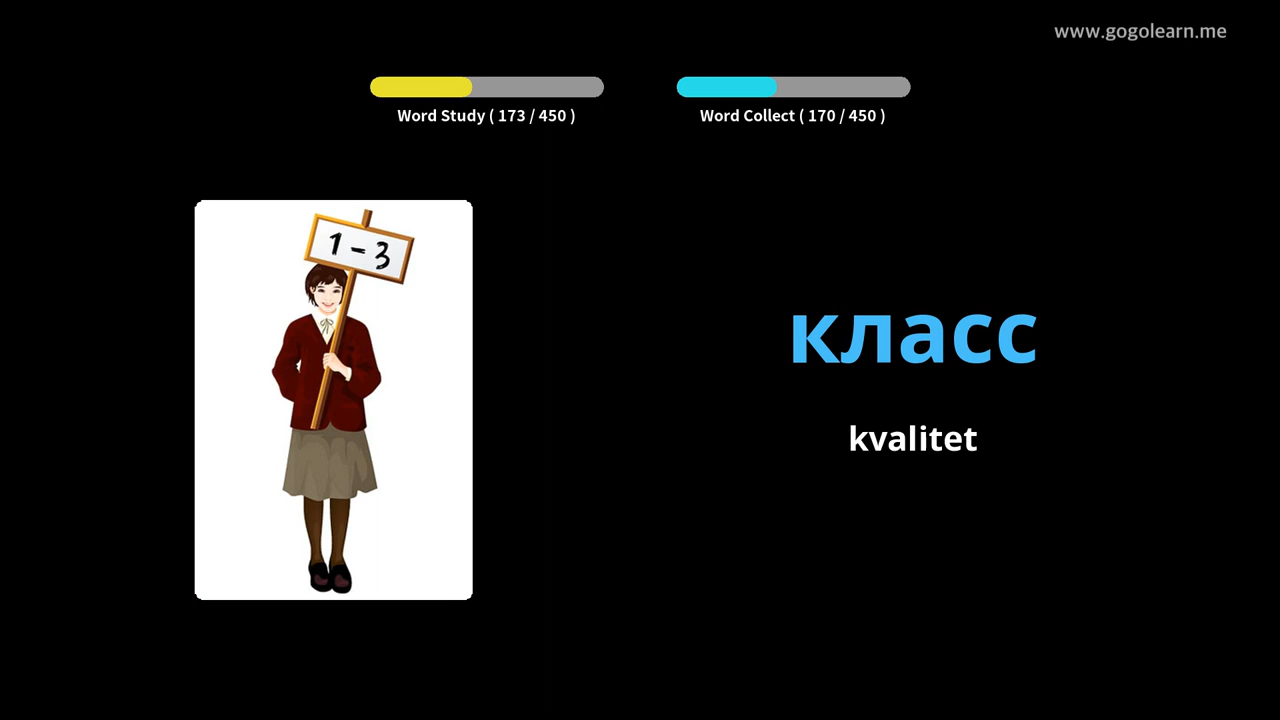 www.gogolearn.me
Word Study ( 173 / 450 )
Word Collect ( 170 / 450 )
1 - 3
класс
kvalitet